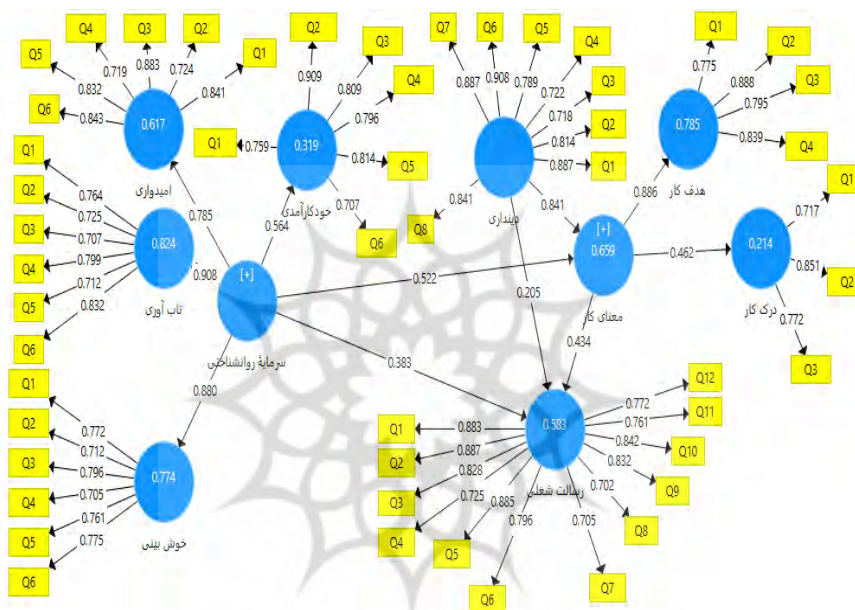 Q1
Q2
Q3
Q4
Q5
Q6
0.841
0.724
0.883
0.719
0.832
0.843
0.617
امیدواری
0.785
Q1
Q2
Q3
Q4
Q5
Q6
0.759
0.909
0.809
0.796
0.814
0.707
0.319
خودکارآمدی
0.564
Q1
Q2
Q3
Q4
Q5
Q6
Q7
Q8
0.887
0.814
0.718
0.722
0.789
0.908
0.887
0.841
دینداری
0.841
0.205
Q1
Q2
Q3
Q4
0.775
0.888
0.795
0.839
0.785
هدف کار
0.886
Q1
Q2
Q3
Q4
Q5
Q6
0.764
0.725
0.707
0.799
0.712
0.832
0.824
تاب آوری
0.908
[+]
سرمایهٔ روانشناختی
0.522
0.383
0.880
[+]
0.659
معنای کار
0.434
0.462
Q1
Q2
Q3
0.717
0.851
0.772
0.214
درک کار
Q1
Q2
Q3
Q4
Q5
Q6
0.772
0.712
0.796
0.705
0.761
0.775
0.774
خوش بینی
Q1
Q2
Q3
Q4
Q5
Q6
Q7
Q8
Q9
Q10
Q11
Q12
0.883
0.887
0.828
0.725
0.885
0.796
0.705
0.702
0.832
0.842
0.761
0.772
0.583
رسالت شغلی